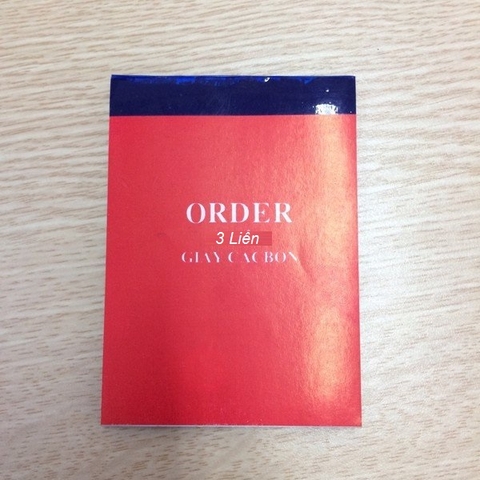 ORDER
3 Liên
GIAY CACBON